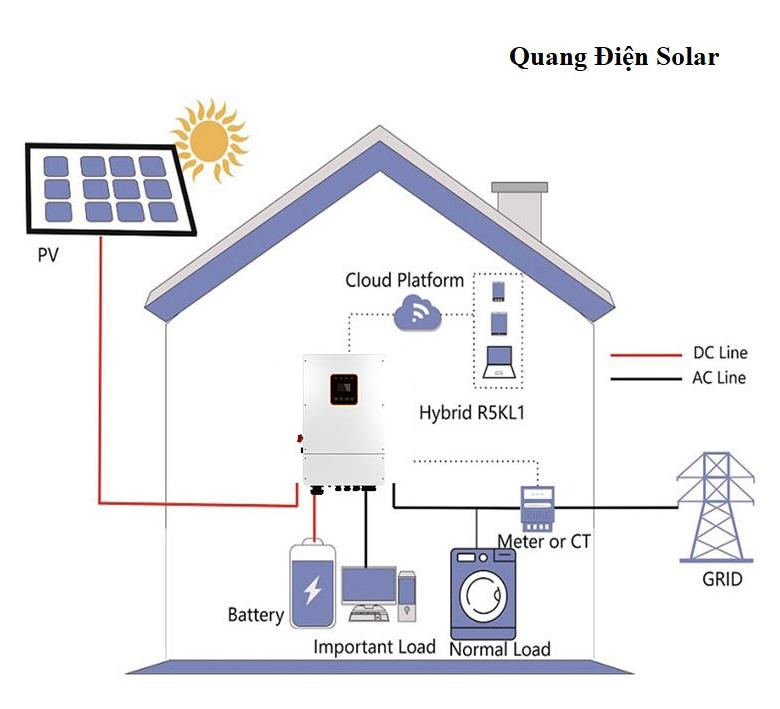 Quang Điện Solar
PV
Cloud Platform
DC Line
AC Line
Hybrid R5KL1
Meter or CT
GRID
Battery
Important Load
Normal Load